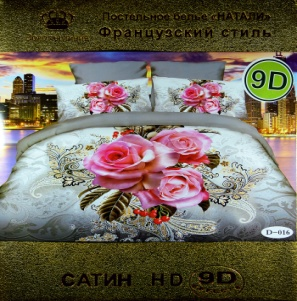 Постельное белье «НАТАЛИ»
Французский стиль
9D
D-016
САТИН HD 9D